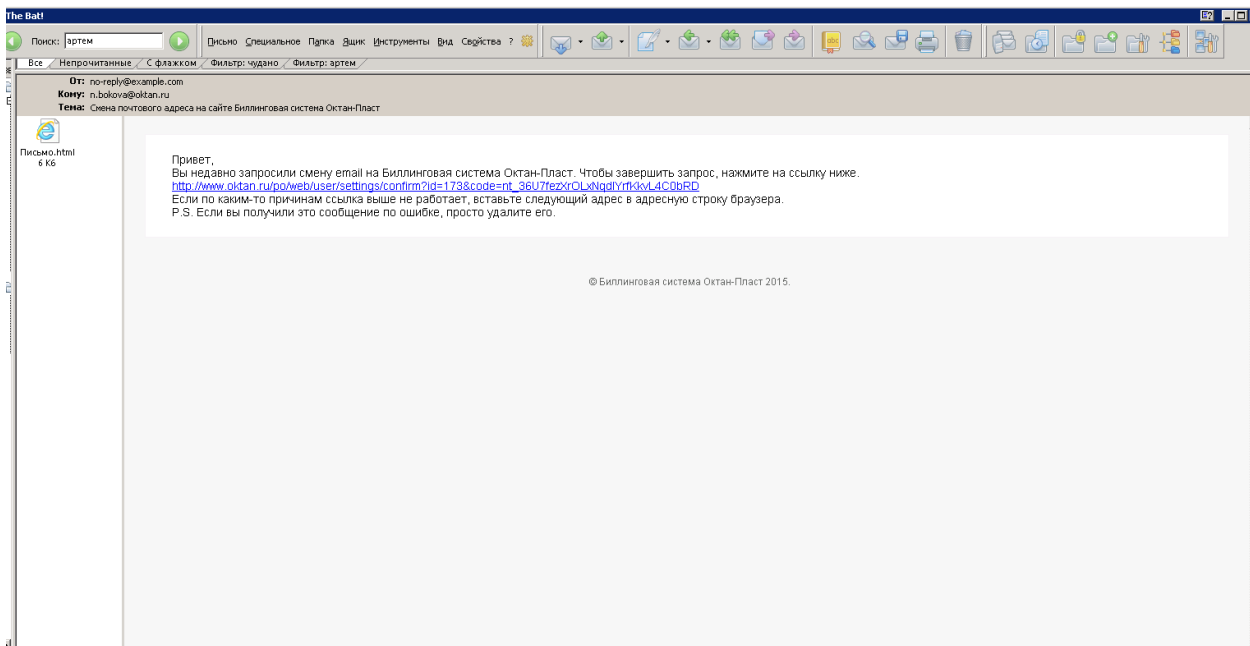 The Bat!
Поиск: артем Письмо Специальное Папка Ящик Инструменты Вид Свойства ?
Все Непрочитанные С флажком Фильтр: чудано Фильтр: артем
От: no-reply@example.com
Кому: n.bokova@oktan.ru
Тема: Смена почтового адреса на сайте Биллинговая система Октан-Пласт
Письмо.html
6 Кб
Привет,
Вы недавно запросили смену email на Биллинговая система Октан-Пласт. Чтобы завершить запрос, нажмите на ссылку ниже.
http://www.oktan.ru/po/web/user/settings/confirm?id=173&code=nt_36U7fezXrOLxNqdlYrfKkvL4C0bRD
Если по каким-то причинам ссылка выше не работает, вставьте следующий адрес в адресную строку браузера.
P.S. Если вы получили это сообщение по ошибке, просто удалите его.
© Биллинговая система Октан-Пласт 2015.